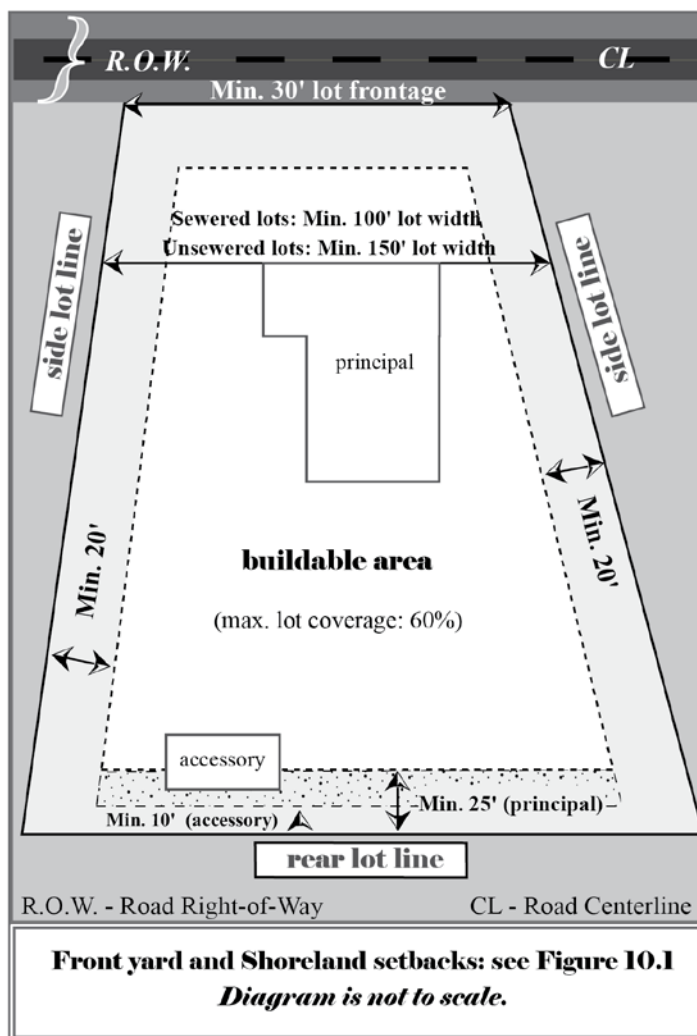 R.O.W.
CL
Min. 30' lot frontage
Sewered lots: Min. 100' lot width
Unsewered lots: Min. 150' lot width
side lot line
side lot line
principal
Min. 20'
Min. 20'
buildable area
(max. lot coverage: 60%)
accessory
Min. 25' (principal)
Min. 10' (accessory)
rear lot line
R.O.W. - Road Right-of-Way
CL - Road Centerline
Front yard and Shoreland setbacks: see Figure 10.1
Diagram is not to scale.